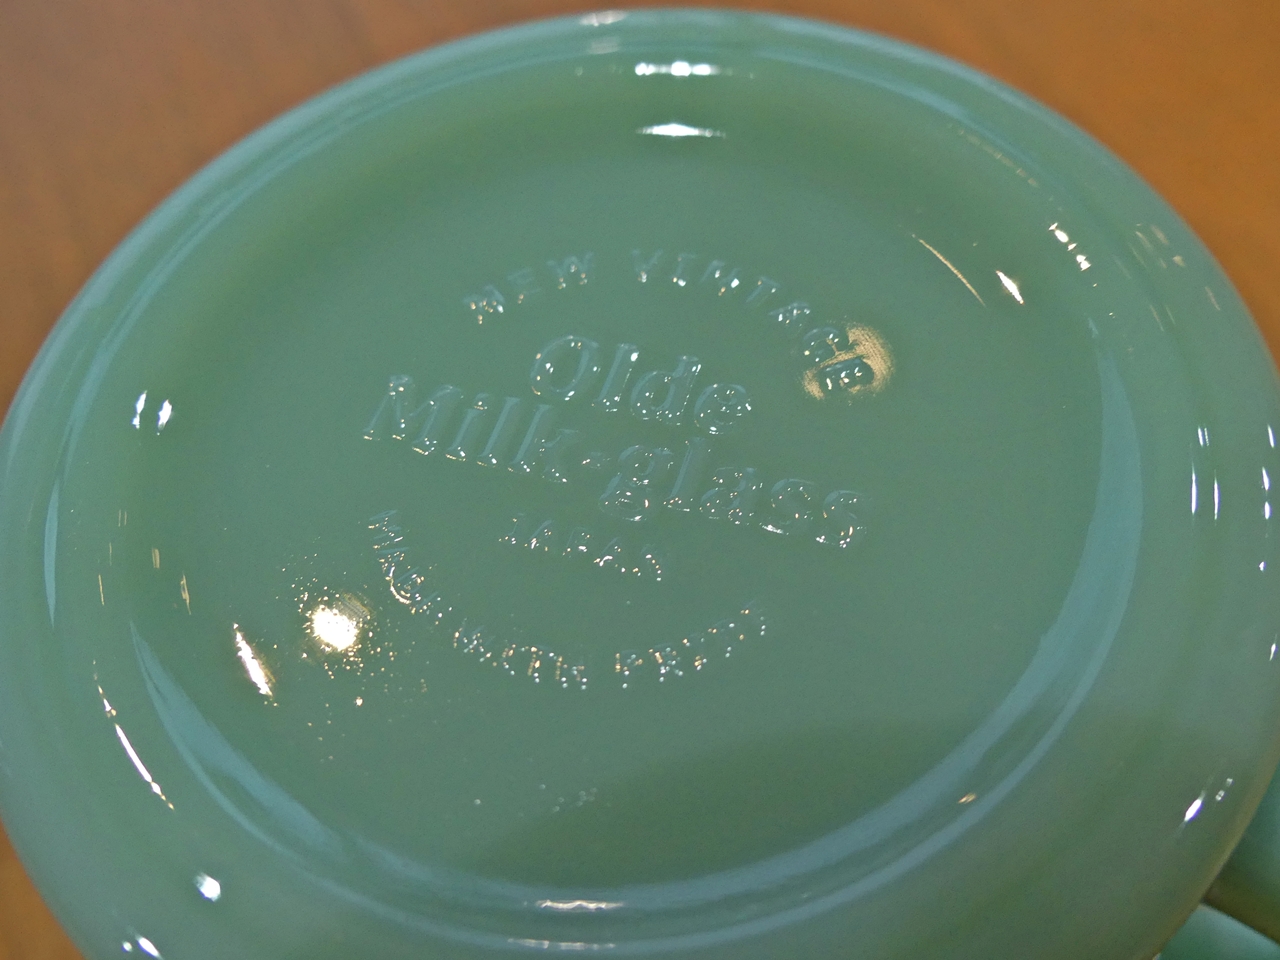 NEW VINTAGE
Olde
Milk-glass
JAPAN
MADE WITH PRIDE